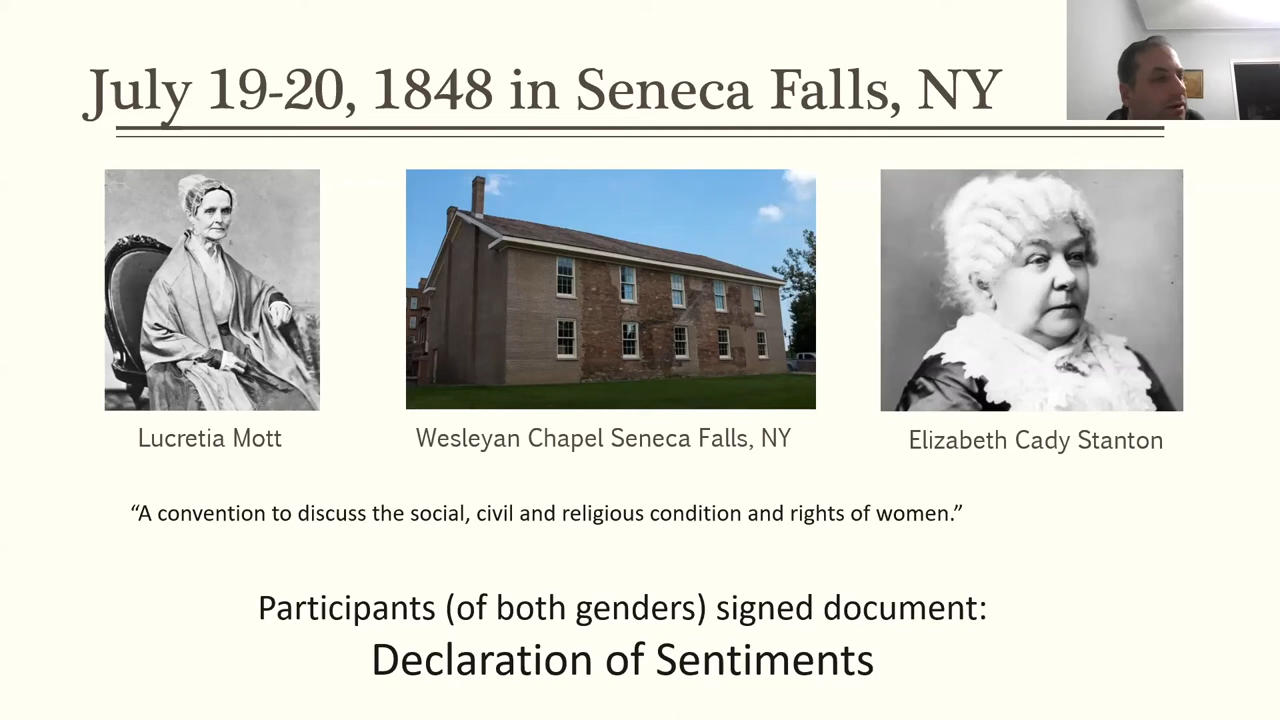 July 19-20, 1848 in Seneca Falls, NY
Lucretia Mott
Wesleyan Chapel Seneca Falls, NY
Elizabeth Cady Stanton
“A convention to discuss the social, civil and religious condition and rights of women.”
Participants (of both genders) signed document:
Declaration of Sentiments